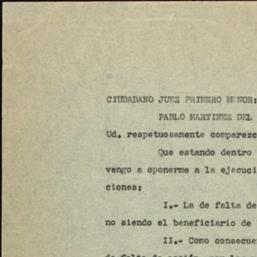 CIUDADANO JUEZ PRIMERO MENOR:
PABLO MARTINEZ DEL
Ud. respetuosamente comparezc
Que estando dentro
vengo a oponerme a la ejecuci
ciones:
I.- La de falta de
no siendo el beneficiario de
II.- Como consecue